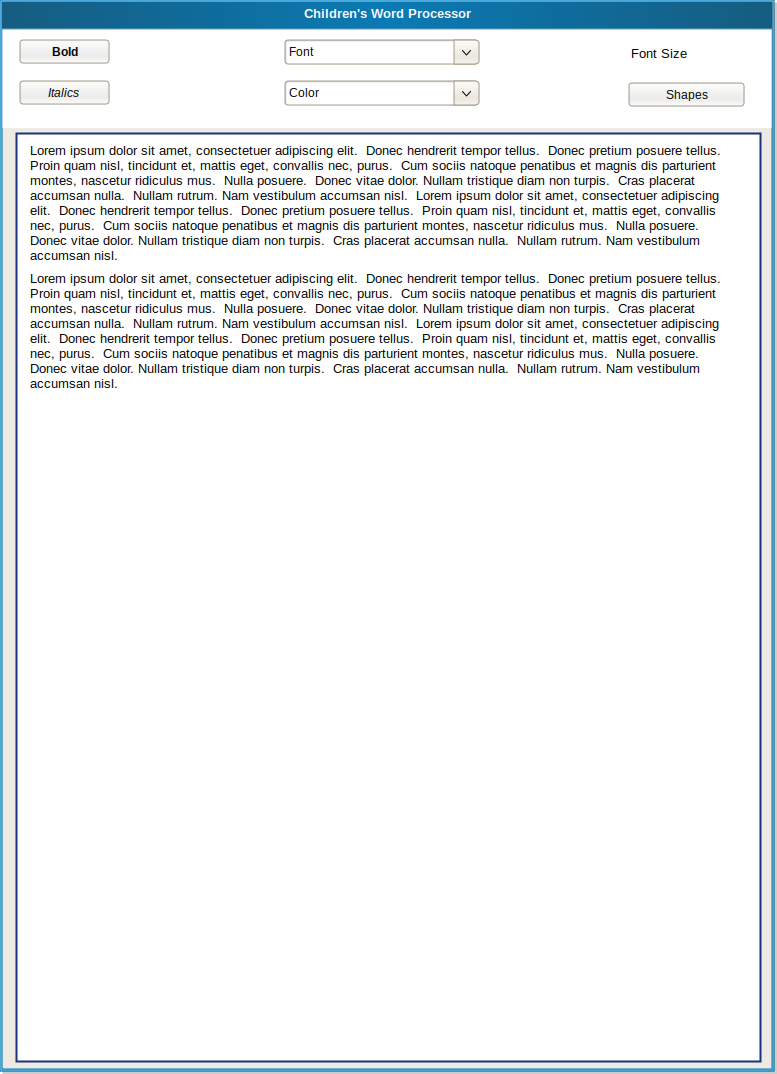 Children's Word Processor
Bold Font Font Size
Italics Color Shapes
Lorem ipsum dolor sit amet, consectetuer adipiscing elit.  Donec hendrerit tempor tellus.  Donec pretium posuere tellus.
Proin quam nisl, tincidunt et, mattis eget, convallis nec, purus.  Cum sociis natoque penatibus et magnis dis parturient
montes, nascetur ridiculus mus.  Nulla posuere.  Donec vitae dolor. Nullam tristique diam non turpis.  Cras placerat
accumsan nulla.  Nullam rutrum. Nam vestibulum accumsan nisl.  Lorem ipsum dolor sit amet, consectetuer adipiscing
elit.  Donec hendrerit tempor tellus.  Donec pretium posuere tellus.  Proin quam nisl, tincidunt et, mattis eget, convallis
nec, purus.  Cum sociis natoque penatibus et magnis dis parturient montes, nascetur ridiculus mus.  Nulla posuere.
Donec vitae dolor. Nullam tristique diam non turpis.  Cras placerat accumsan nulla.  Nullam rutrum. Nam vestibulum
accumsan nisl.
Lorem ipsum dolor sit amet, consectetuer adipiscing elit.  Donec hendrerit tempor tellus.  Donec pretium posuere tellus.
Proin quam nisl, tincidunt et, mattis eget, convallis nec, purus.  Cum sociis natoque penatibus et magnis dis parturient
montes, nascetur ridiculus mus.  Nulla posuere.  Donec vitae dolor. Nullam tristique diam non turpis.  Cras placerat
accumsan nulla.  Nullam rutrum. Nam vestibulum accumsan nisl.  Lorem ipsum dolor sit amet, consectetuer adipiscing
elit.  Donec hendrerit tempor tellus.  Donec pretium posuere tellus.  Proin quam nisl, tincidunt et, mattis eget, convallis
nec, purus.  Cum sociis natoque penatibus et magnis dis parturient montes, nascetur ridiculus mus.  Nulla posuere.
Donec vitae dolor. Nullam tristique diam non turpis.  Cras placerat accumsan nulla.  Nullam rutrum. Nam vestibulum
accumsan nisl.